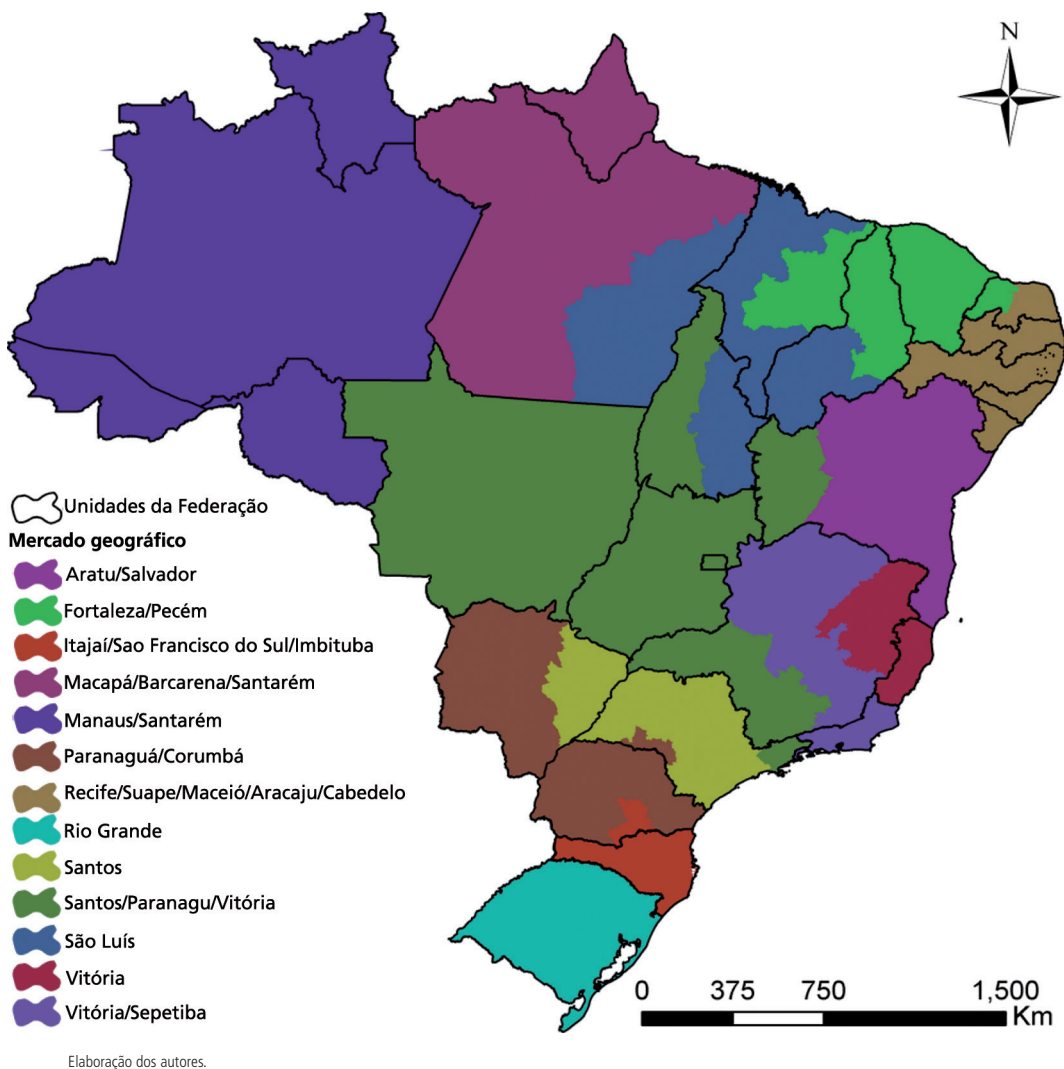 N
Unidades da Federação
Mercado geográfico
Aratu/Salvador
Fortaleza/Pecém
Itajaí/Sao Francisco do Sul/Imbituba
Macapá/Barcarena/Santarém
Manaus/Santarém
Paranaguá/Corumbá
Recife/Suape/Maceió/Aracaju/Cabedelo
Rio Grande
Santos
Santos/Paranagu/Vitória
São Luís
Vitória
Vitória/Sepetiba
0 375 750 1,500
Km
Elaboração dos autores.